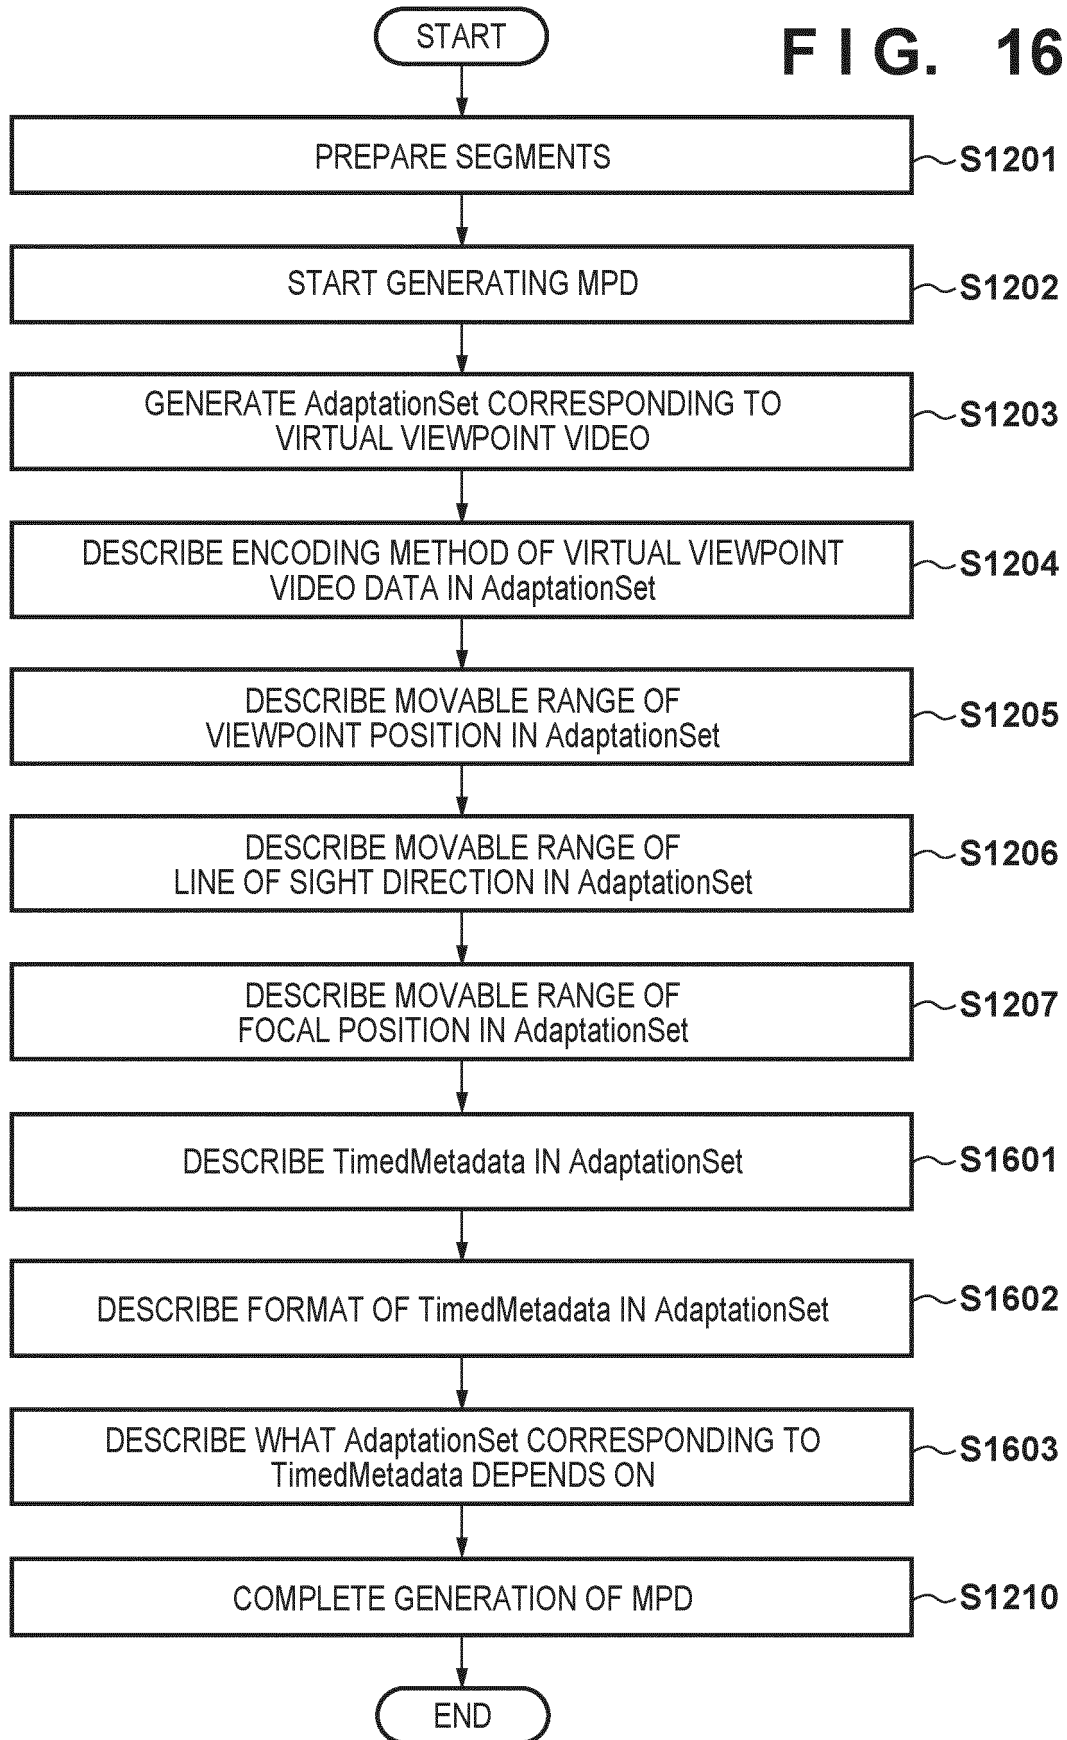 START
F I G. 16
PREPARE SEGMENTS
S1201
START GENERATING MPD
S1202
GENERATE AdaptationSet CORRESPONDING TO
VIRTUAL VIEWPOINT VIDEO
S1203
DESCRIBE ENCODING METHOD OF VIRTUAL VIEWPOINT
VIDEO DATA IN AdaptationSet
S1204
DESCRIBE MOVABLE RANGE OF
VIEWPOINT POSITION IN AdaptationSet
S1205
DESCRIBE MOVABLE RANGE OF
LINE OF SIGHT DIRECTION IN AdaptationSet
S1206
DESCRIBE MOVABLE RANGE OF
FOCAL POSITION IN AdaptationSet
S1207
DESCRIBE TimedMetadata IN AdaptationSet
S1601
DESCRIBE FORMAT OF TimedMetadata IN AdaptationSet
S1602
DESCRIBE WHAT AdaptationSet CORRESPONDING TO
TimedMetadata DEPENDS ON
S1603
COMPLETE GENERATION OF MPD
S1210
END